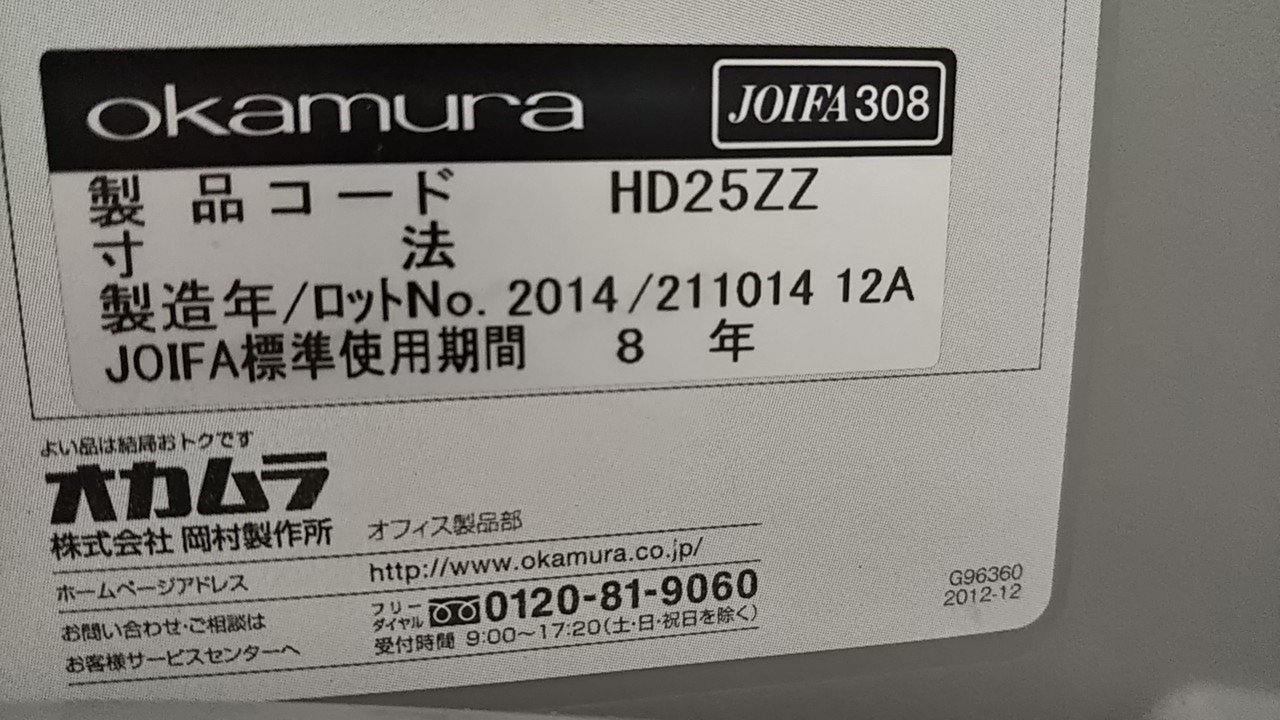 okamura JOIFA308
製品コード HD25ZZ
寸法
製造年/ロットNo. 2014/211014 12A
JOIFA標準使用期間 8 年
よい品は結局おトクです
オカムラ
株式会社 岡村製作所 オフィス製品部
ホームページアドレス http://www.okamura.co.jp/
お問い合わせ・ご相談は フリーダイヤル 0120-81-9060
お客様サービスセンターへ 受付時間 9:00〜17:20(土・日・祝日を除く)
G96360
2012-12